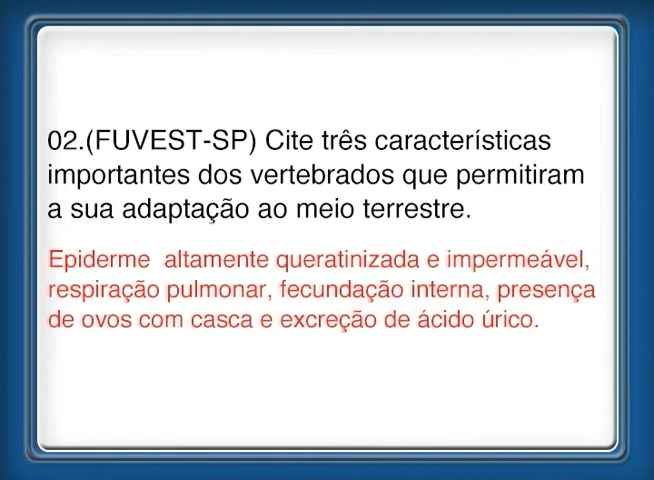 02.(FUVEST-SP) Cite três características
importantes dos vertebrados que permitiram
a sua adaptação ao meio terrestre.
Epiderme altamente queratinizada e impermeável,
respiração pulmonar, fecundação interna, presença
de ovos com casca e excreção de ácido úrico.